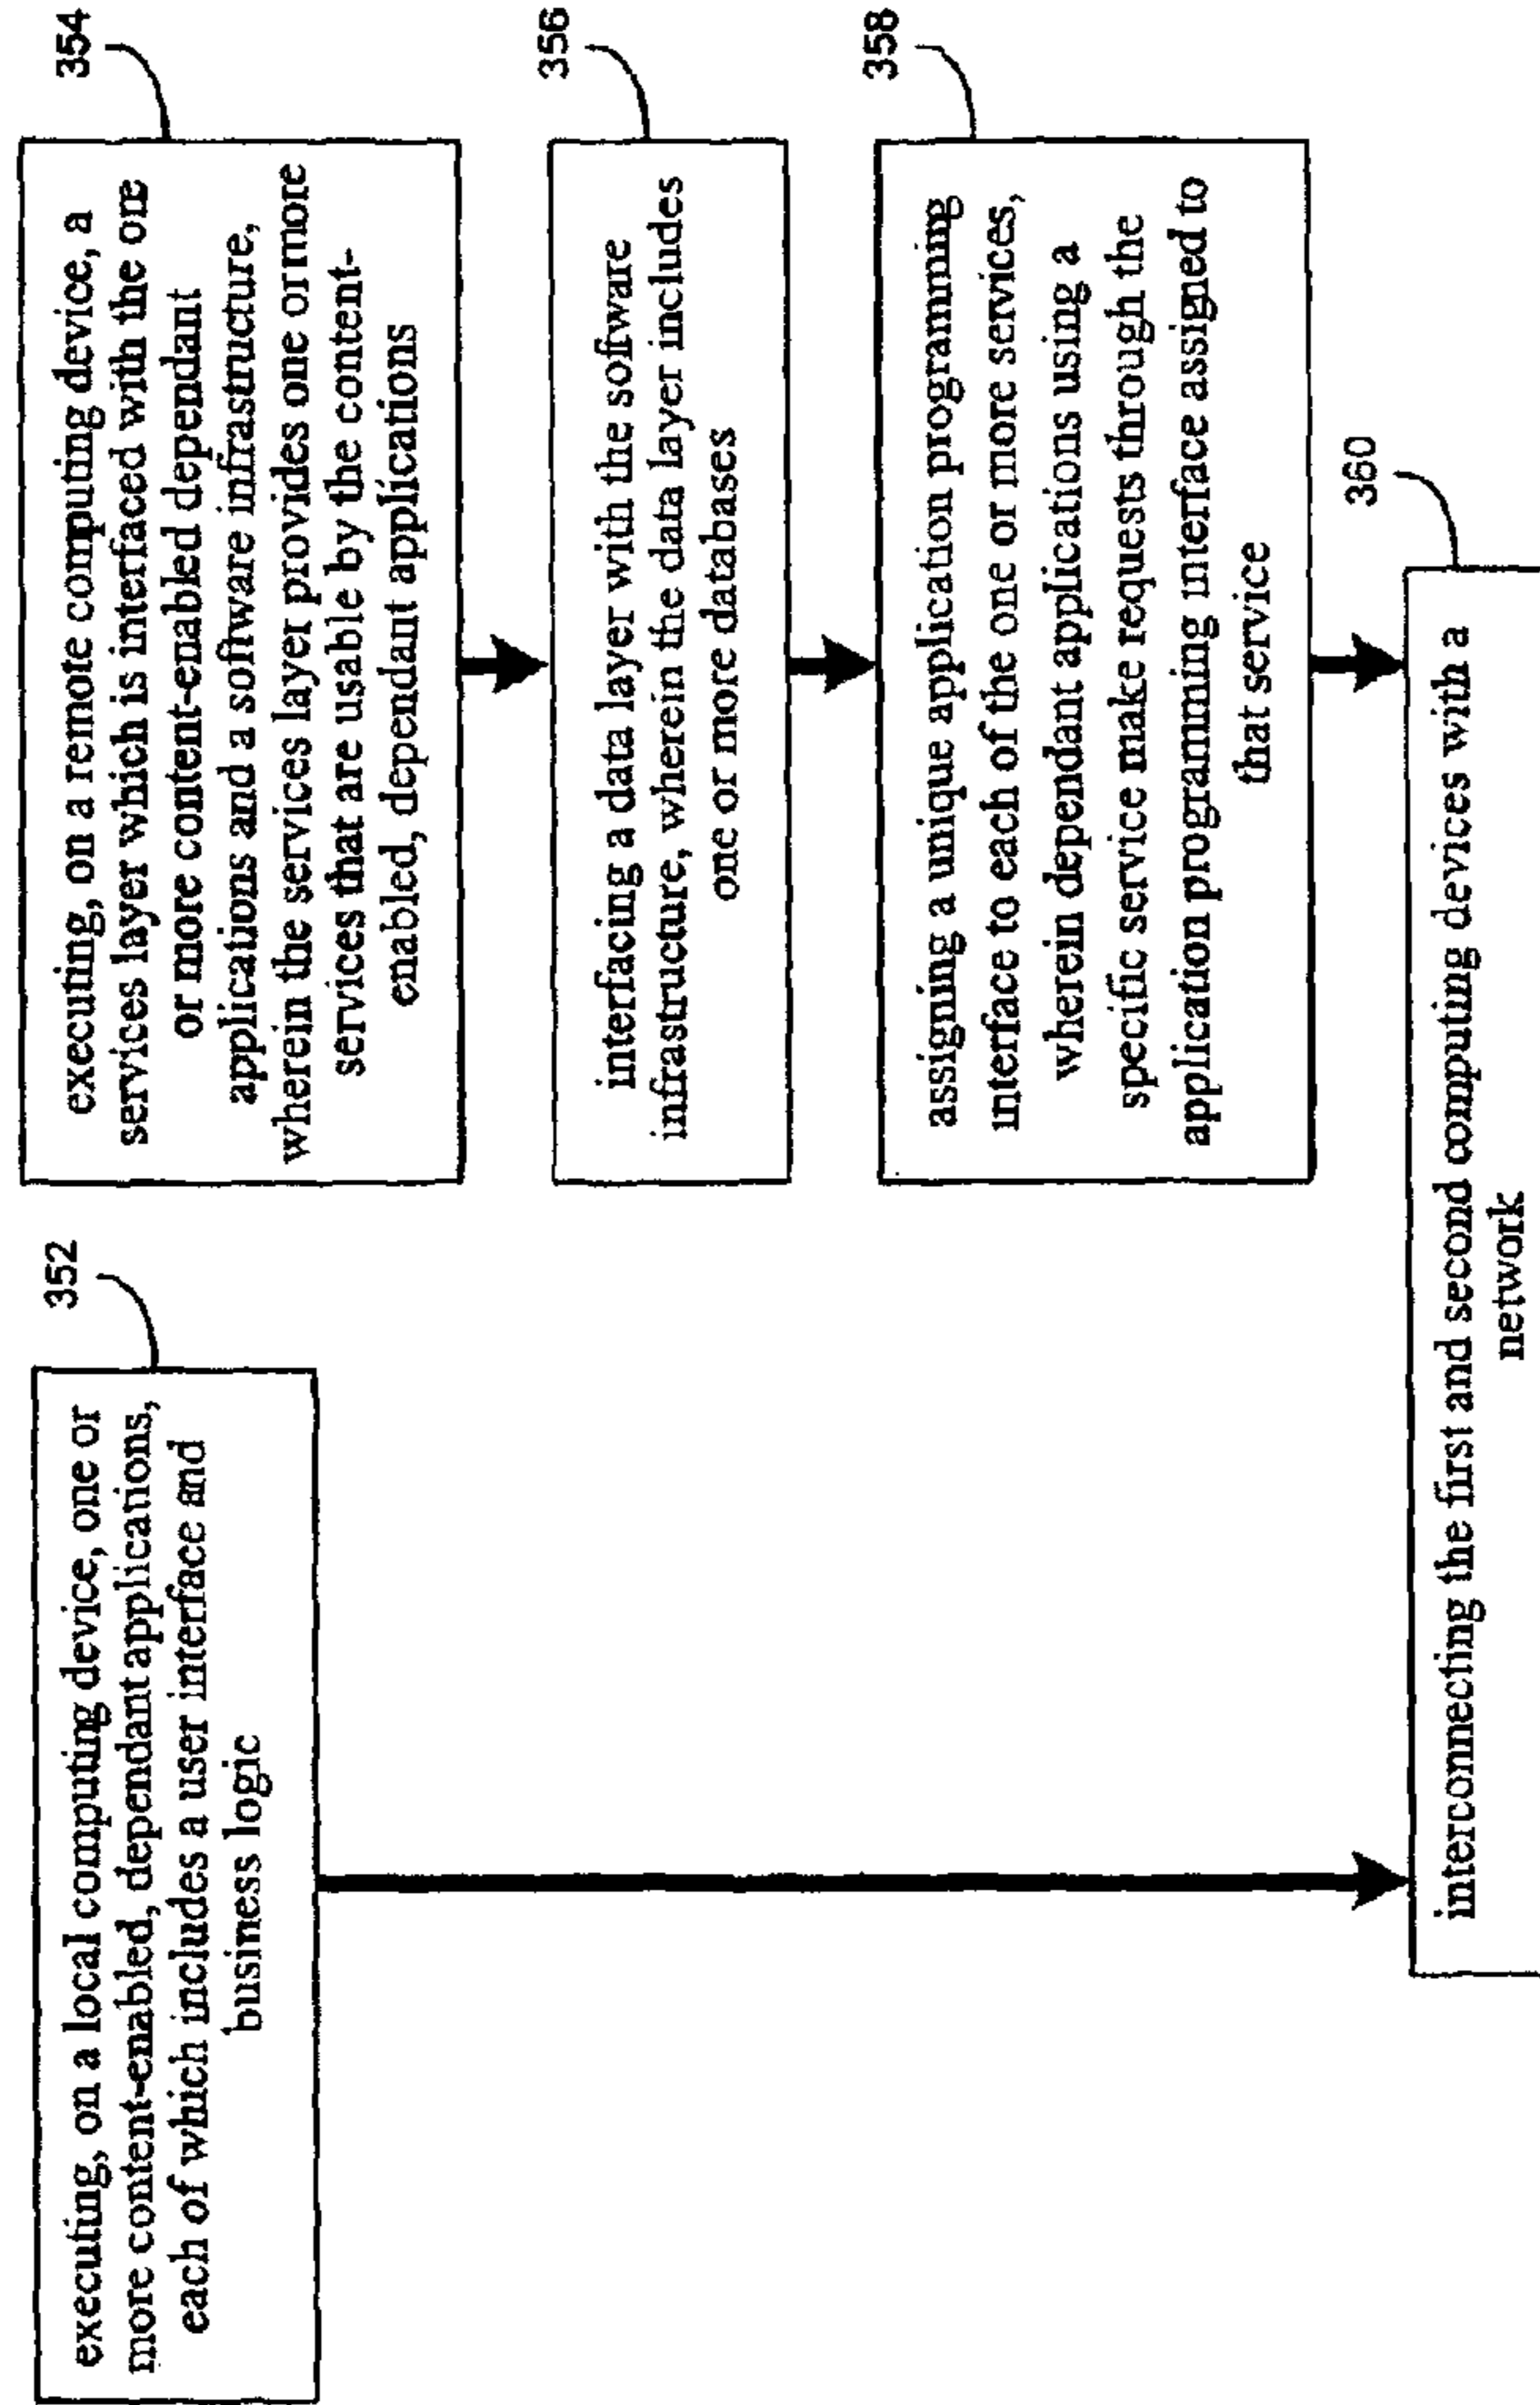 352
executing, on a local computing device, one or
more content-enabled, dependant applications,
each of which includes a user interface and
business logic
354
executing, on a remote computing device, a
services layer which is interfaced with the one
or more content-enabled dependant
applications and a software infrastructure,
wherein the services layer provides one or more
services that are usable by the content-
enabled, dependant applications
356
interfacing a data layer with the software
infrastructure, wherein the data layer includes
one or more databases
358
assigning a unique application programming
interface to each of the one or more services,
wherein dependant applications using a
specific service make requests through the
application programming interface assigned to
that service
360
interconnecting the first and second computing devices with a
network